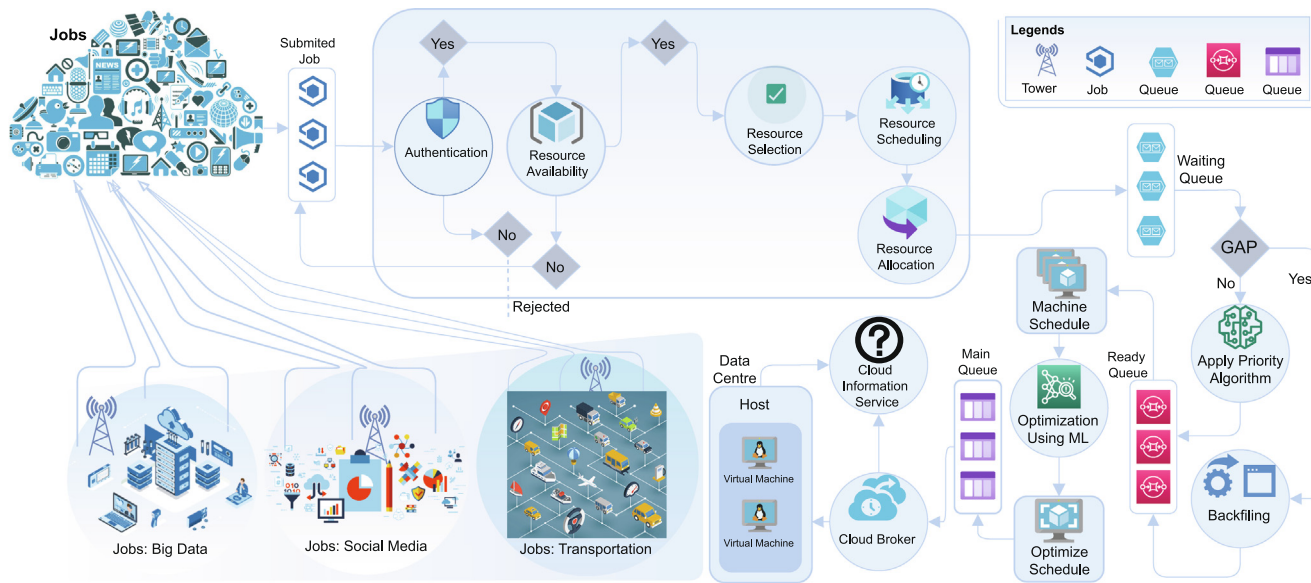 Jobs
NEWS
Submited
Job
Yes
Yes
Authentication
Resource
Availability
Resource
Selection
Resource
Scheduling
Resource
Allocation
No
No
Rejected
Legends
Tower
Job
Queue
Queue
Queue
Waiting
Queue
GAP
No
Yes
Apply Priority
Algorithm
Backfiling
Ready
Queue
Machine
Schedule
Optimization
Using ML
Optimize
Schedule
Main
Queue
Cloud
Information
Service
Cloud Broker
Data
Centre
Host
Virtual Machine
Virtual Machine
Jobs: Big Data
Jobs: Social Media
Jobs: Transportation